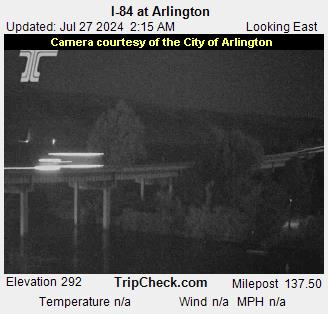 I-84 at Arlington
Updated: Jul 27 2024 2:15 AM Looking East
Camera courtesy of the City of Arlington
Elevation 292 TripCheck.com Milepost 137.50
Temperature n/a Wind n/a MPH n/a